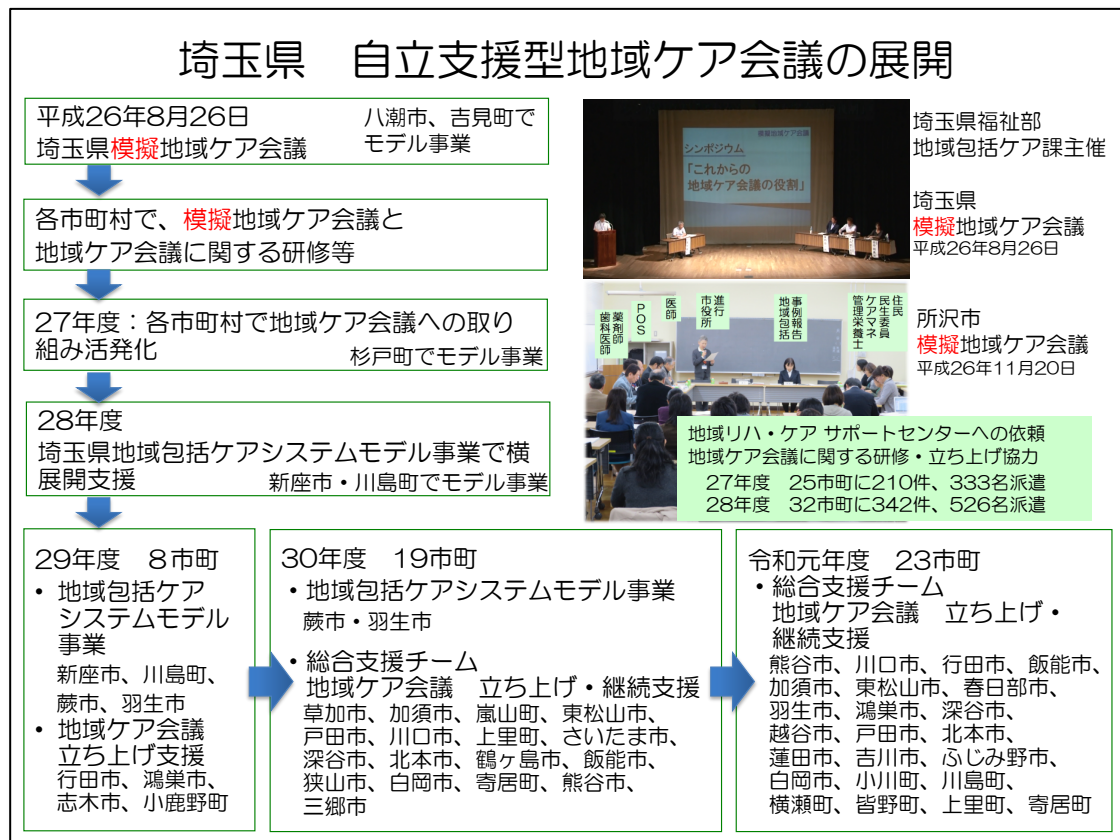 埼玉県　自立支援型地域ケア会議の展開
平成26年8月26日
埼玉県模擬地域ケア会議
八潮市、吉見町で
モデル事業
各市町村で、模擬地域ケア会議と
地域ケア会議に関する研修等
27年度：各市町村で地域ケア会議への取り
組み活発化
杉戸町でモデル事業
28年度
埼玉県地域包括ケアシステムモデル事業で横
展開支援
新座市・川島町でモデル事業
模擬地域ケア会議
シンポジウム
「これからの
地域ケア会議の役割」
埼玉県福祉部
地域包括ケア課主催
埼玉県
模擬地域ケア会議
平成26年8月26日
薬剤師
歯科医師
POS
医師
進行
市役所
事例報告
地域包括
住民
民生委員
ケアマネ
管理栄養士
所沢市
模擬地域ケア会議
平成26年11月20日
地域リハ・ケア サポートセンターへの依頼
地域ケア会議に関する研修・立ち上げ協力
27年度　25市町に210件、333名派遣
28年度　32市町に342件、526名派遣
29年度　８市町
• 地域包括ケア
システムモデル
事業
新座市、川島町、
蕨市、羽生市
• 地域ケア会議
立ち上げ支援
行田市、鴻巣市、
志木市、小鹿野町
30年度　19市町
• 地域包括ケアシステムモデル事業
蕨市・羽生市
• 総合支援チーム
地域ケア会議　立ち上げ・継続支援
草加市、加須市、嵐山町、東松山市、
戸田市、川口市、上里町、さいたま市、
深谷市、北本市、鶴ヶ島市、飯能市、
狭山市、白岡市、寄居町、熊谷市、
三郷市
令和元年度　23市町
• 総合支援チーム
地域ケア会議　立ち上げ・
継続支援
熊谷市、川口市、行田市、飯能市、
加須市、東松山市、春日部市、
羽生市、鴻巣市、深谷市、
越谷市、戸田市、北本市、
蓮田市、吉川市、ふじみ野市、
白岡市、小川町、川島町、
横瀬町、皆野町、上里町、寄居町